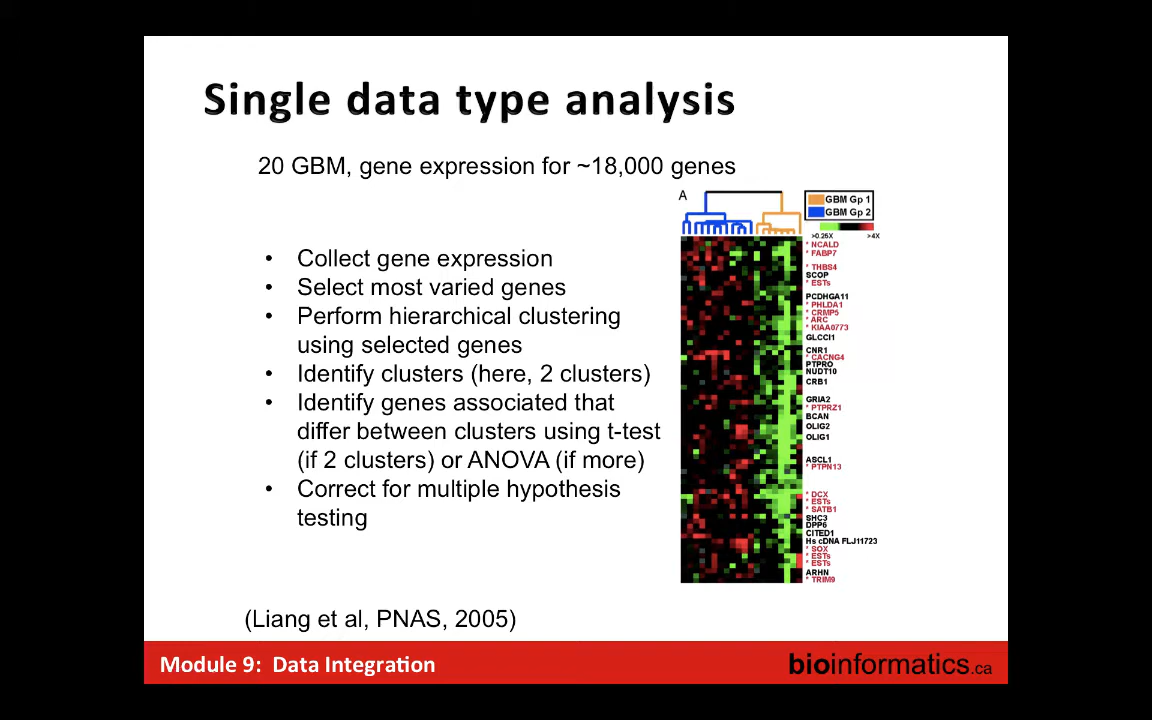 Single data type analysis
20 GBM, gene expression for ~18,000 genes
• Collect gene expression
• Select most varied genes
• Perform hierarchical clustering
using selected genes
• Identify clusters (here, 2 clusters)
• Identify genes associated that
differ between clusters using t-test
(if 2 clusters) or ANOVA (if more)
• Correct for multiple hypothesis
testing
A
GBM Gp 1
GBM Gp 2
>0.25X >4X
* NCALD
* FABP7
* THBS4
SCOP
* ESTs
PCDHGA11
* PHLDA1
* CRMP5
* ARC
* KIAA0773
GLCCI1
CNR1
* CACNG4
PTPRO
NUDT10
CRB1
GRIA2
* PTPRZ1
BCAN
OLIG2
OLIG1
ASCL1
* PTPN13
* DCX
* ESTs
* SATB1
SHC3
DPP6
CITED1
Hs cDNA FLJ11723
* SOX
* ESTs
* ESTs
ARHN
* TRIM9
(Liang et al, PNAS, 2005)
Module 9: Data Integration
bioinformatics.ca